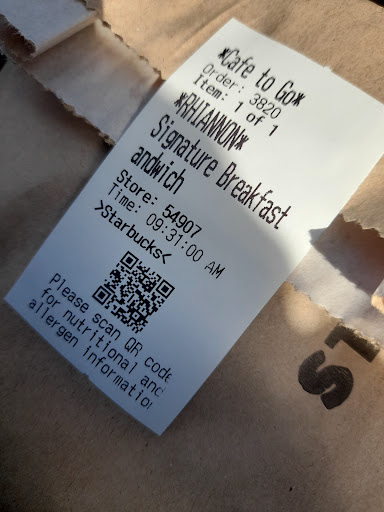 *Cafe to Go*
Order: 3820
Item: 1 of 1
*RHIANNON*
Signature Breakfast
andwich
Store: 54907
Time: 09:31:00 AM
>Starbucks<
Please scan QR code
for nutritional and
allergen informatio
ST